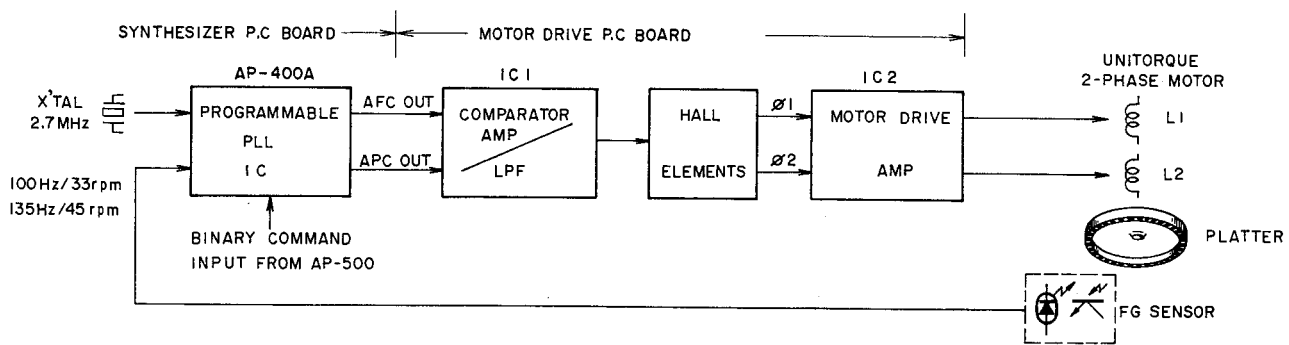 SYNTHESIZER P.C BOARD
MOTOR DRIVE P.C BOARD
X'TAL
2.7MHz
AP-400A
PROGRAMMABLE
PLL
IC
AFC OUT
APC OUT
IC1
COMPARATOR
AMP
LPF
HALL
ELEMENTS
Ø1
Ø2
IC2
MOTOR DRIVE
AMP
UNITORQUE
2-PHASE MOTOR
L1
L2
PLATTER
100Hz/33rpm
135Hz/45rpm
BINARY COMMAND
INPUT FROM AP-500
FG SENSOR